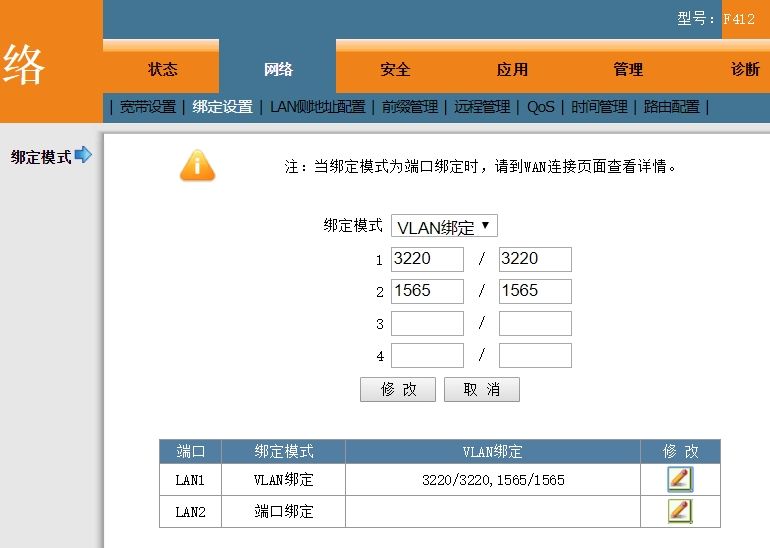 型号：F412
络
状态 网络 安全 应用 管理 诊断
| 宽带设置 | 绑定设置 | LAN侧地址配置 | 前缀管理 | 远程管理 | QoS | 时间管理 | 路由配置 |
绑定模式
注：当绑定模式为端口绑定时，请到WAN连接页面查看详情。
绑定模式 VLAN绑定
1 3220 / 3220
2 1565 / 1565
3 /
4 /
修 改 取 消
端口 绑定模式 VLAN绑定 修 改
LAN1 VLAN绑定 3220/3220,1565/1565
LAN2 端口绑定